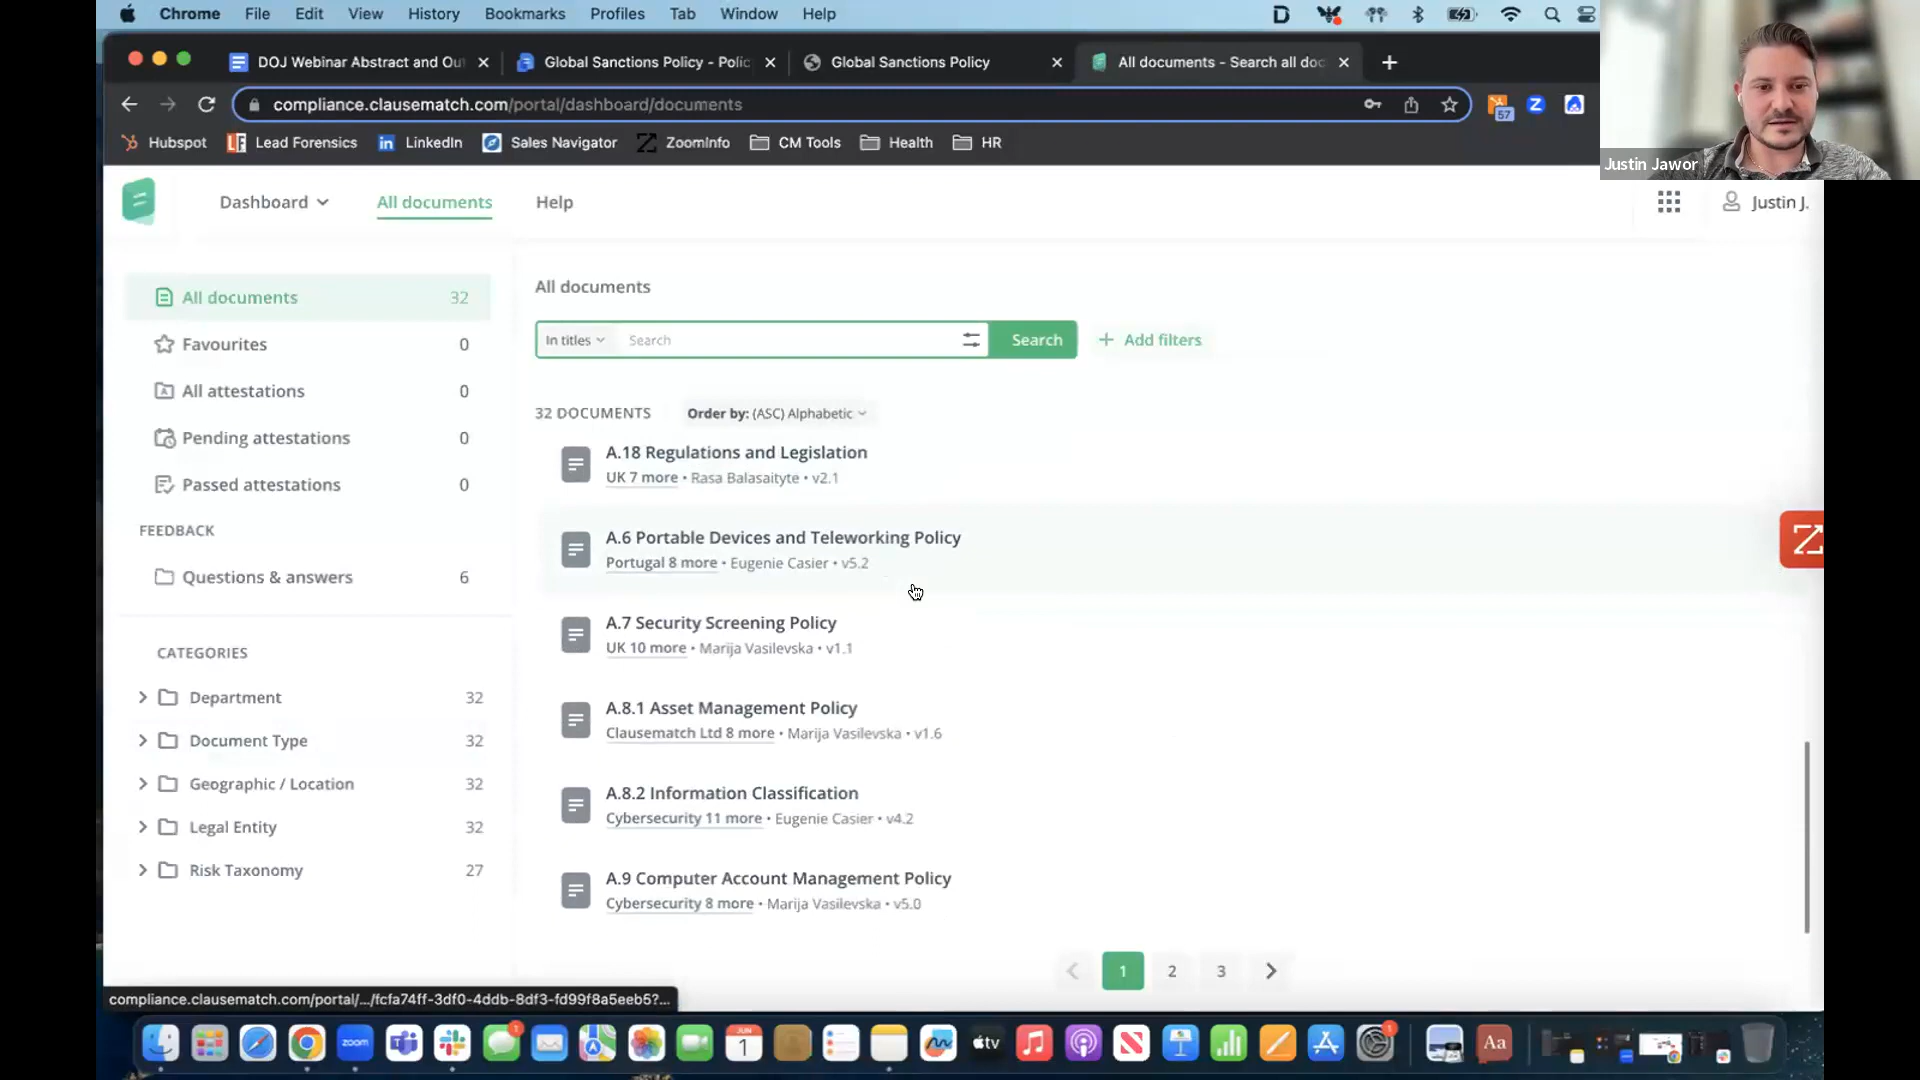 Chrome File Edit View History Bookmarks Profiles Tab Window Help
DOJ Webinar Abstract and Ou
Global Sanctions Policy - Polic
Global Sanctions Policy
All documents - Search all doc
compliance.clausematch.com/portal/dashboard/documents
57
Hubspot Lead Forensics LinkedIn Sales Navigator ZoomInfo CM Tools Health HR
Justin Jawor
Dashboard All documents Help Justin J.
All documents 32
Favourites 0
All attestations 0
Pending attestations 0
Passed attestations 0
FEEDBACK
Questions & answers 6
CATEGORIES
Department 32
Document Type 32
Geographic / Location 32
Legal Entity 32
Risk Taxonomy 27
All documents
In titles Search Search + Add filters
32 DOCUMENTS Order by: (ASC) Alphabetic
A.18 Regulations and Legislation
UK 7 more • Rasa Balasaityte • v2.1
A.6 Portable Devices and Teleworking Policy
Portugal 8 more • Eugenie Casier • v5.2
A.7 Security Screening Policy
UK 10 more • Marija Vasilevska • v1.1
A.8.1 Asset Management Policy
Clausematch Ltd 8 more • Marija Vasilevska • v1.6
A.8.2 Information Classification
Cybersecurity 11 more • Eugenie Casier • v4.2
A.9 Computer Account Management Policy
Cybersecurity 8 more • Marija Vasilevska • v5.0
1 2 3
compliance.clausematch.com/portal/.../fcfa74ff-3df0-4ddb-8df3-fd99f8a5eeb5?...
zoom
1
JUN
1
tv
1
Aa